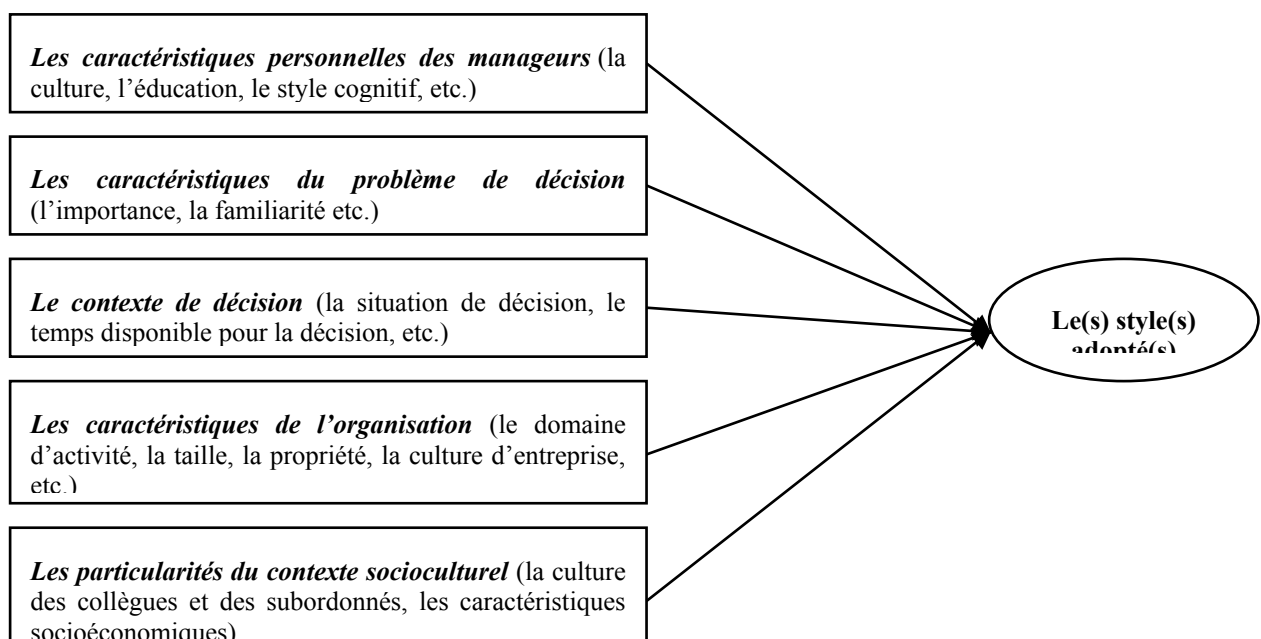 Les caractéristiques personnelles des manageurs (la
culture, l’éducation, le style cognitif, etc.)
Les caractéristiques du problème de décision
(l’importance, la familiarité etc.)
Le contexte de décision (la situation de décision, le
temps disponible pour la décision, etc.)
Les caractéristiques de l’organisation (le domaine
d’activité, la taille, la propriété, la culture d’entreprise,
etc.)
Les particularités du contexte socioculturel (la culture
des collègues et des subordonnés, les caractéristiques
socioéconomiques)
Le(s) style(s)
adopté(s)